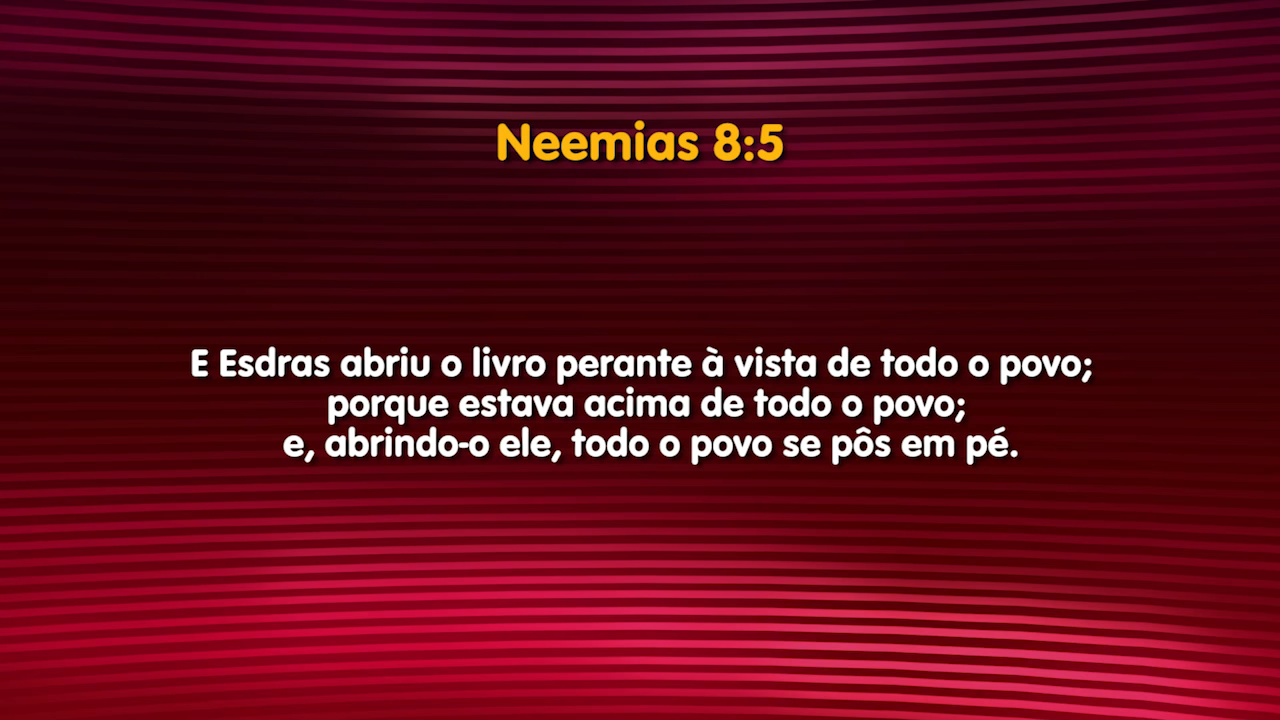 Neemias 8:5
E Esdras abriu o livro perante à vista de todo o povo;
porque estava acima de todo o povo;
e, abrindo-o ele, todo o povo se pôs em pé.